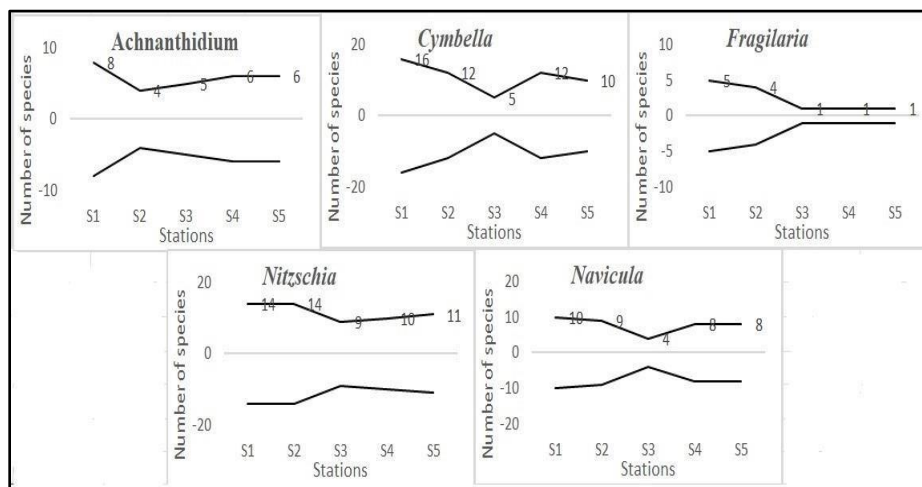 Achnanthidium
Number of species
10
0
-10
8
4
5
6
6
S1 S2 S3 S4 S5
Stations
Cymbella
Number of species
20
0
-20
16
12
5
12
10
S1 S2 S3 S4 S5
Stations
Fragilaria
Number of species
10
5
0
-5
-10
5
4
1
1
1
S1 S2 S3 S4 S5
Stations
Nitzschia
Number of species
20
0
-20
14
14
9
10
11
S1 S2 S3 S4 S5
Stations
Navicula
Number of species
20
10
0
-10
-20
10
9
4
8
8
S1 S2 S3 S4 S5
Stations